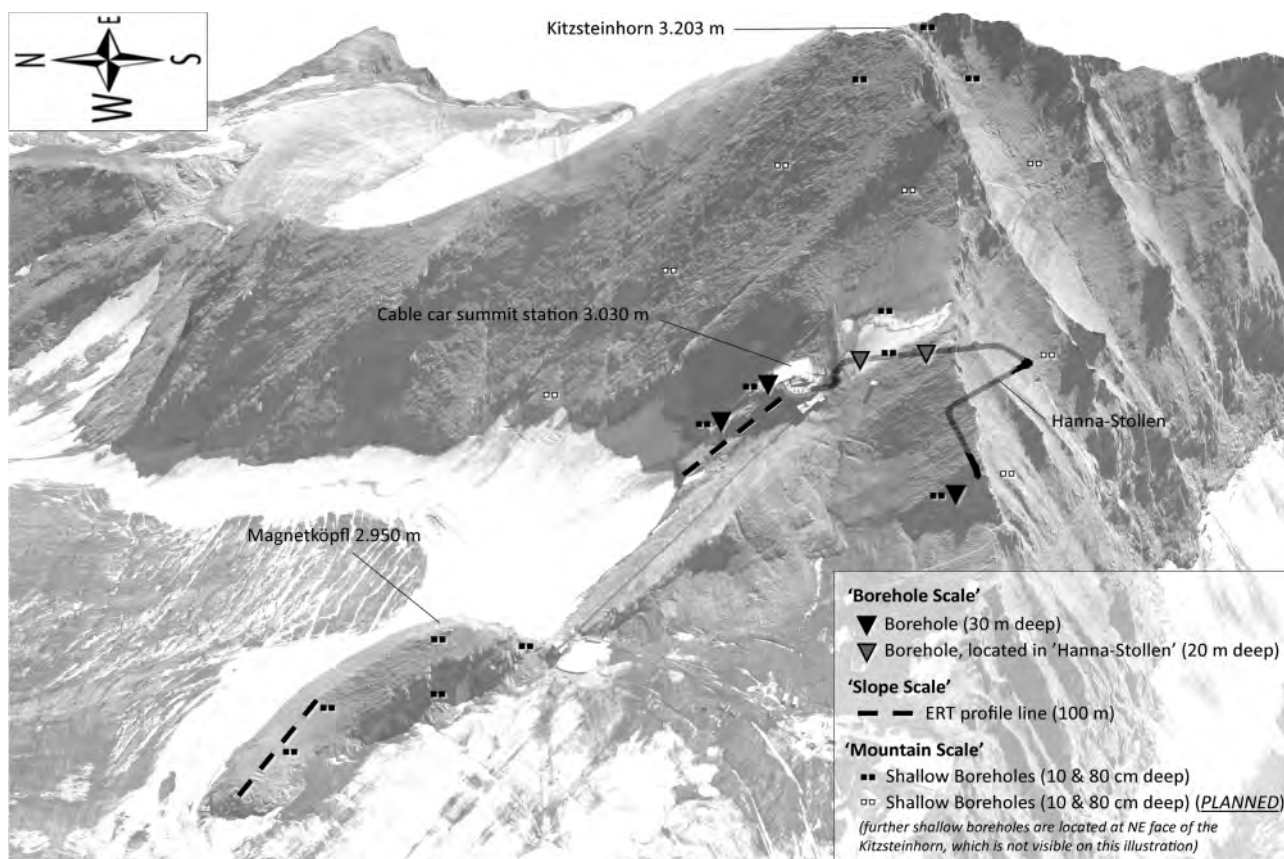 E
N
S
W
Kitzsteinhorn 3.203 m
Cable car summit station 3.030 m
Hanna-Stollen
Magnetköpfl 2.950 m
'Borehole Scale'
Borehole (30 m deep)
Borehole, located in 'Hanna-Stollen' (20 m deep)
'Slope Scale'
ERT profile line (100 m)
'Mountain Scale'
Shallow Boreholes (10 & 80 cm deep)
Shallow Boreholes (10 & 80 cm deep) (PLANNED)
(further shallow boreholes are located at NE face of the
Kitzsteinhorn, which is not visible on this illustration)